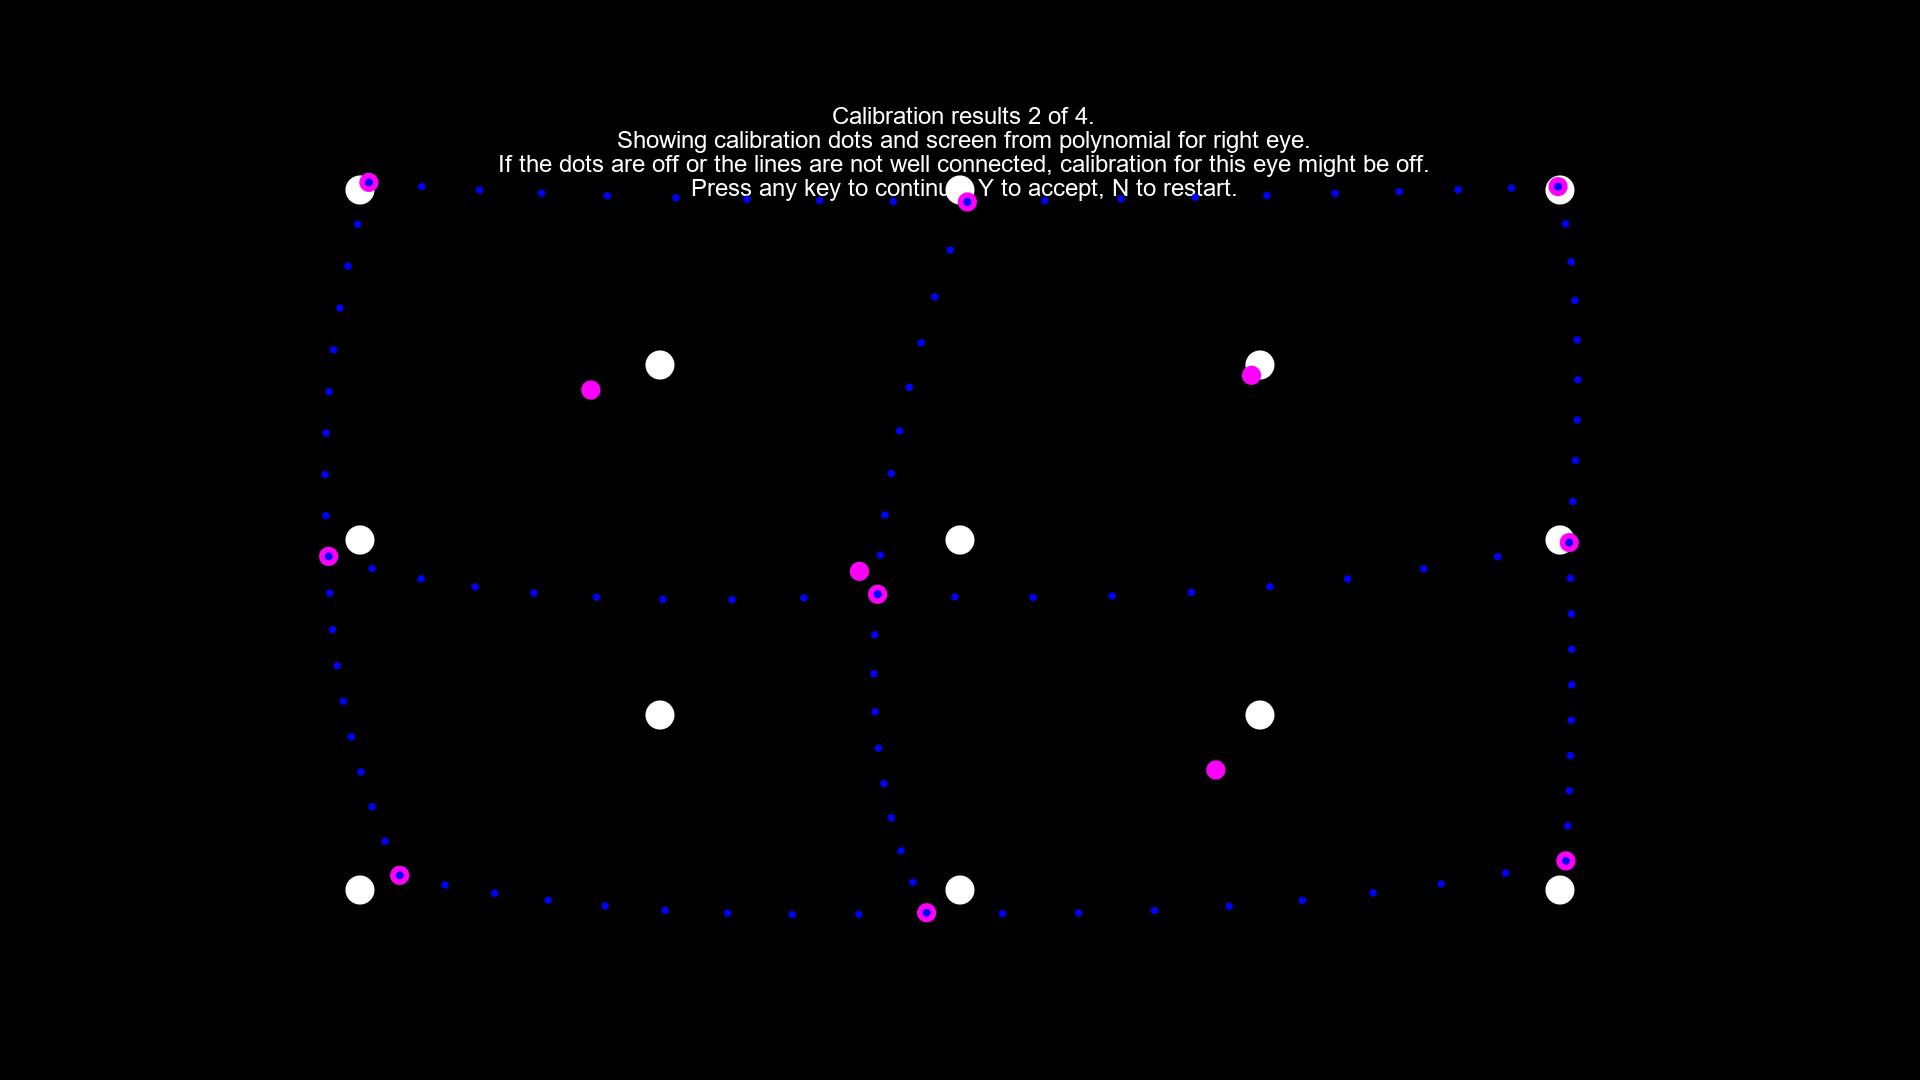 Calibration results 2 of 4.
Showing calibration dots and screen from polynomial for right eye.
If the dots are off or the lines are not well connected, calibration for this eye might be off.
Press any key to continue, Y to accept, N to restart.